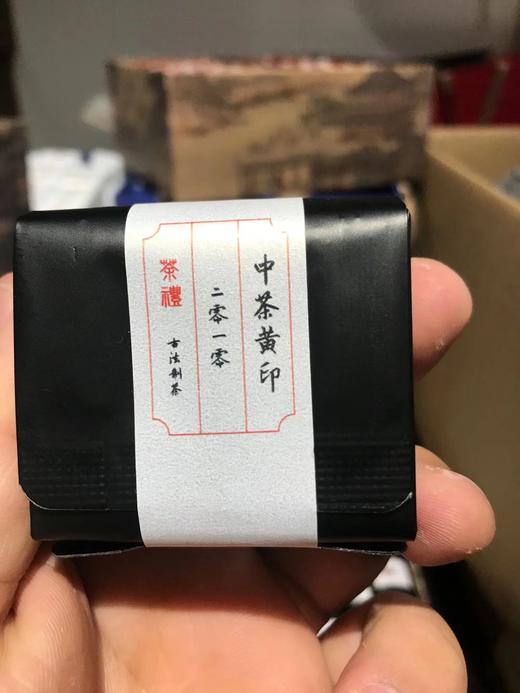 中茶黄印
二零一零
茶禮
古法制茶